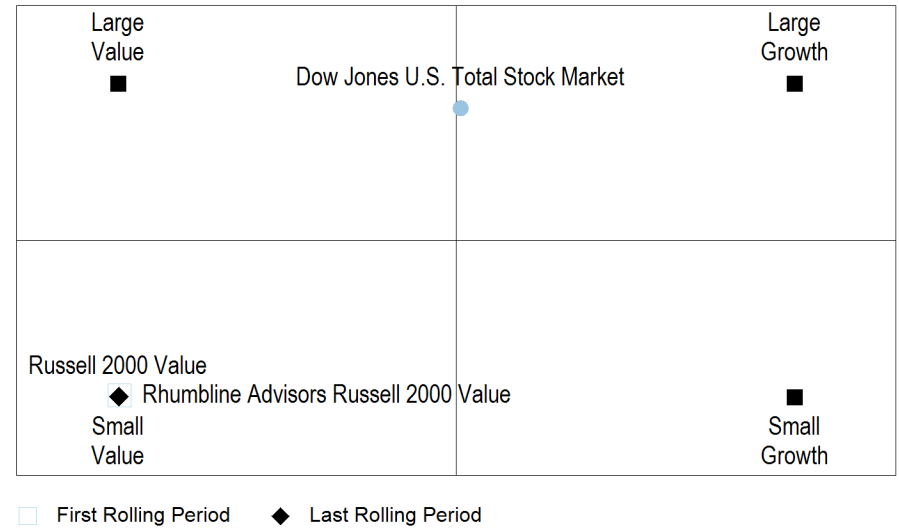 Large
Value
Large
Growth
Dow Jones U.S. Total Stock Market
Russell 2000 Value
Rhumbline Advisors Russell 2000 Value
Small
Value
Small
Growth
First Rolling Period
Last Rolling Period